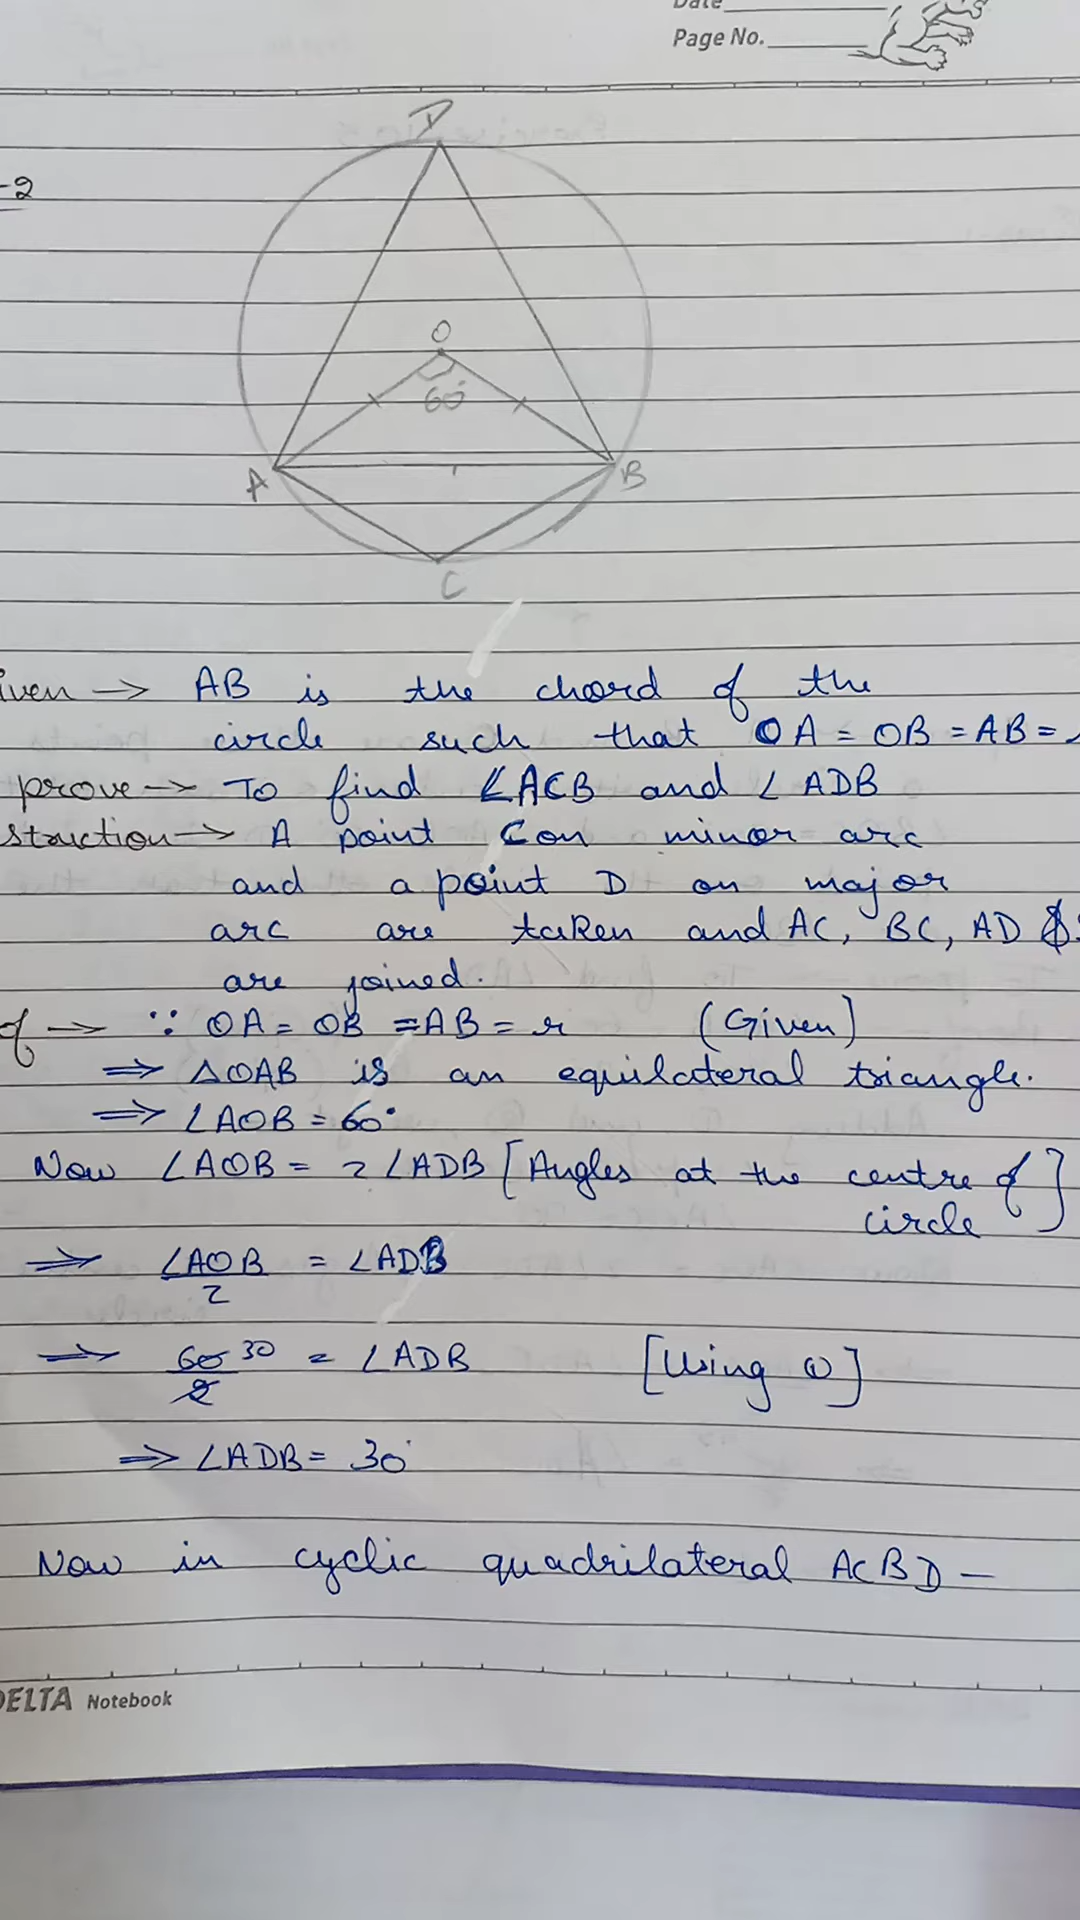 Date
Page No.
-2
D
O
60°
A
B
C
iven → AB is the chord of the
circle such that OA = OB = AB =
prove → To find ∠ACB and ∠ADB
struction → A point C on minor arc
and a point D on major
arc are taken and AC, BC, AD &
are joined.
of → ∵ OA = OB = AB = r (Given)
⇒ △OAB is an equilateral triangle.
⇒ ∠AOB = 60°
Now ∠AOB = 2∠ADB [Angles at the centre of
circle]
⇒ ∠AOB/2 = ∠ADB
⇒ 60/2 30 = ∠ADB [Using ①]
⇒ ∠ADB = 30°
Now in cyclic quadrilateral ACBD —
DELTA Notebook